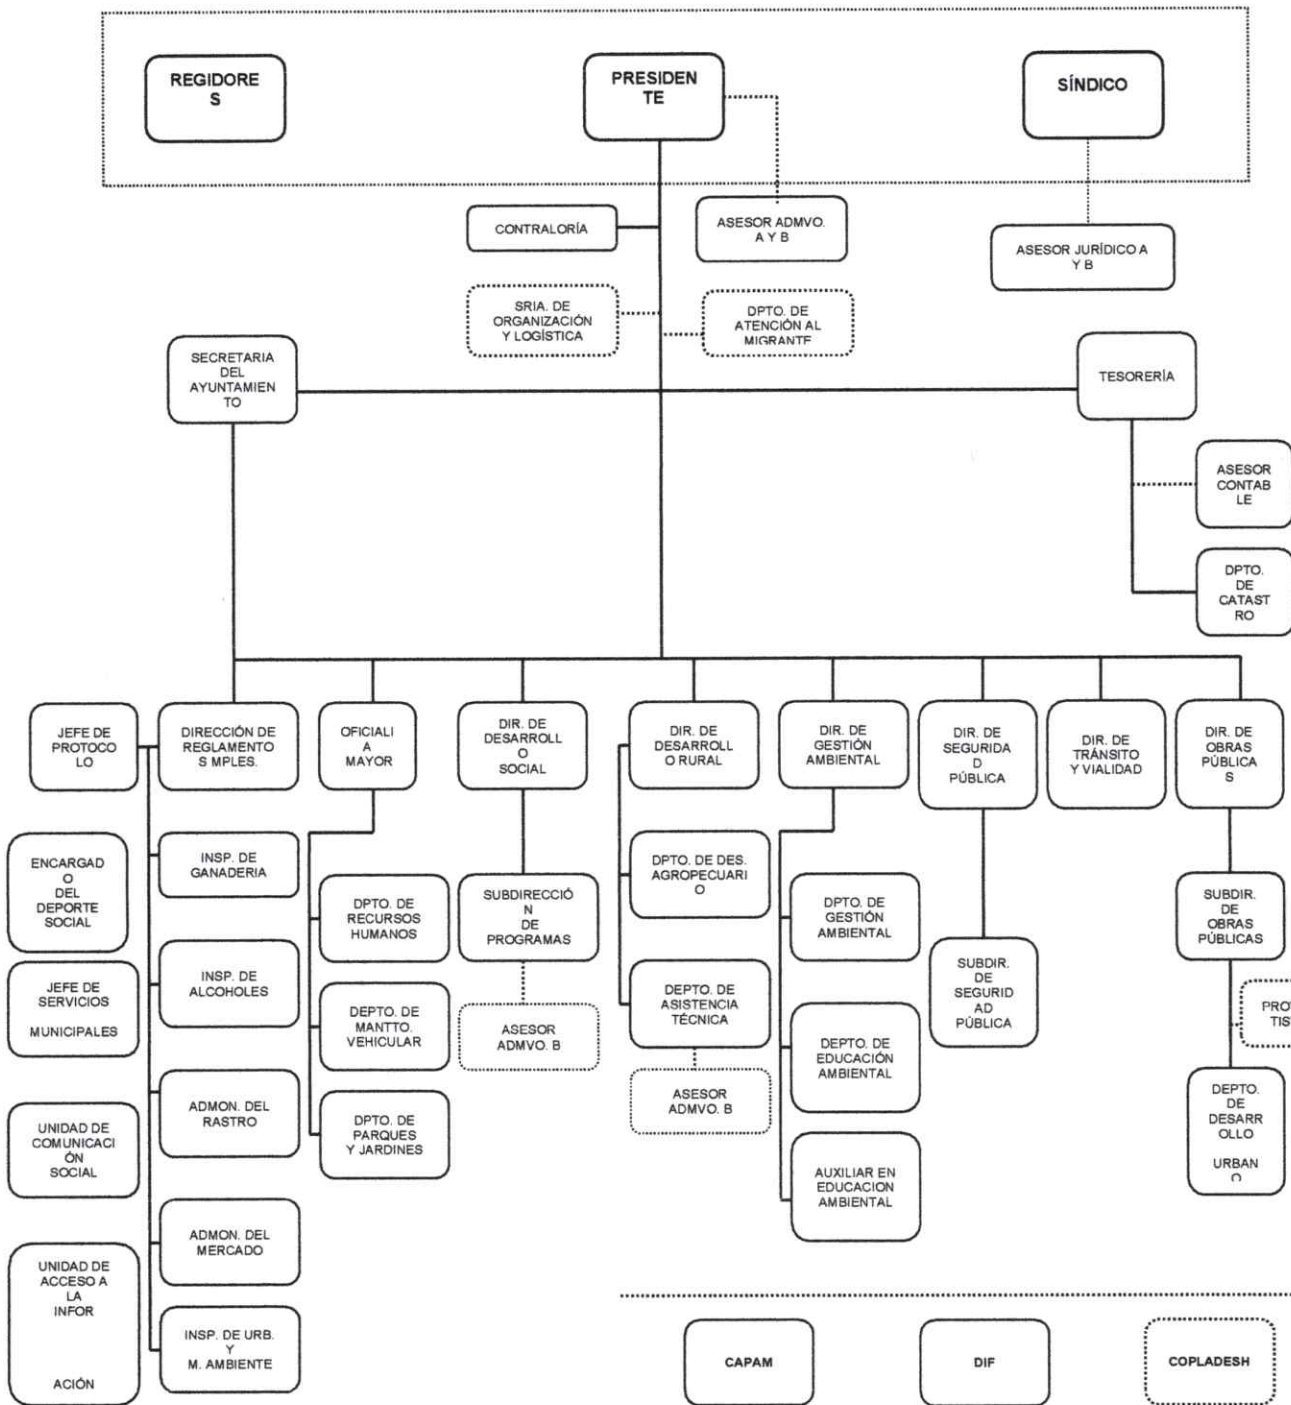 REGIDORE
S
PRESIDEN
TE
SÍNDICO
CONTRALORÍA
ASESOR ADMVO.
A Y B
ASESOR JURÍDICO A
Y B
SRIA. DE
ORGANIZACIÓN
Y LOGÍSTICA
DPTO. DE
ATENCIÓN AL
MIGRANTE
SECRETARIA
DEL
AYUNTAMIEN
TO
TESORERÍA
ASESOR
CONTAB
LE
DPTO.
DE
CATAST
RO
JEFE DE
PROTOCO
LO
DIRECCIÓN DE
REGLAMENTO
S MPLES.
OFICIALI
A
MAYOR
DIR. DE
DESARROLL
O
SOCIAL
DIR. DE
DESARROLL
O RURAL
DIR. DE
GESTIÓN
AMBIENTAL
DIR. DE
SEGURIDA
D
PÚBLICA
DIR. DE
TRÁNSITO
Y VIALIDAD
DIR. DE
OBRAS
PÚBLICA
S
ENCARGAD
O
DEL
DEPORTE
SOCIAL
INSP. DE
GANADERIA
DPTO. DE
RECURSOS
HUMANOS
SUBDIRECCIÓ
N
DE
PROGRAMAS
DPTO. DE DES.
AGROPECUARI
O
DPTO. DE
GESTIÓN
AMBIENTAL
SUBDIR.
DE
OBRAS
PÚBLICAS
JEFE DE
SERVICIOS
MUNICIPALES
INSP. DE
ALCOHOLES
DEPTO. DE
MANTTO.
VEHICULAR
ASESOR
ADMVO. B
DEPTO. DE
ASISTENCIA
TÉCNICA
DEPTO. DE
EDUCACIÓN
AMBIENTAL
SUBDIR.
DE
SEGURID
AD
PÚBLICA
UNIDAD DE
COMUNICACI
ÓN
SOCIAL
ADMON. DEL
RASTRO
DPTO. DE
PARQUES
Y JARDINES
ASESOR
ADMVO. B
AUXILIAR EN
EDUCACION
AMBIENTAL
DEPTO.
DE
DESARR
OLLO
URBAN
O
UNIDAD DE
ACCESO A
LA
INFOR
ACIÓN
ADMON. DEL
MERCADO
INSP. DE URB.
Y
M. AMBIENTE
CAPAM
DIF
COPLADESH